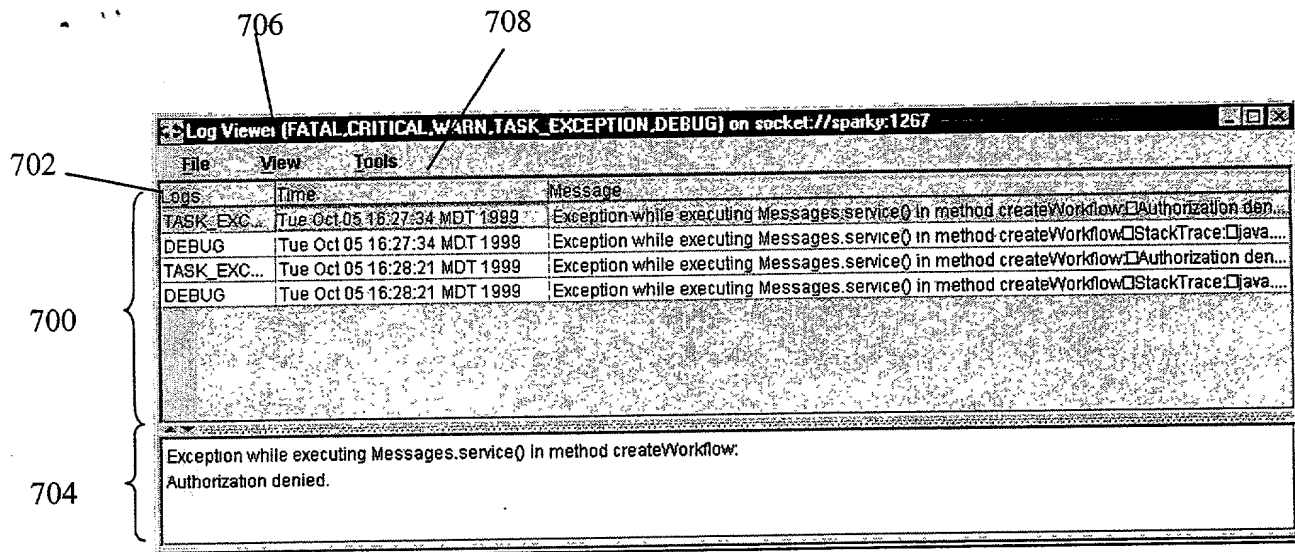 706 708
Log Viewer (FATAL,CRITICAL,WARN,TASK_EXCEPTION,DEBUG) on socket://sparky:1267
File View Tools
702
Logs Time Message
TASK_EXC... Tue Oct 05 16:27:34 MDT 1999 Exception while executing Messages.service() in method createWorkflow:□Authorization den...
DEBUG Tue Oct 05 16:27:34 MDT 1999 Exception while executing Messages.service() in method createWorkflow□StackTrace:□java....
TASK_EXC... Tue Oct 05 16:28:21 MDT 1999 Exception while executing Messages.service() in method createWorkflow:□Authorization den...
DEBUG Tue Oct 05 16:28:21 MDT 1999 Exception while executing Messages.service() in method createWorkflow□StackTrace:□java....
700
Exception while executing Messages.service() in method createWorkflow:
Authorization denied.
704